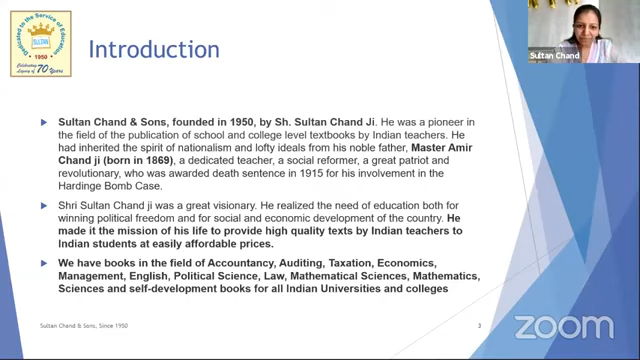 Dedicated to the Service of Education
SULTAN
1950
Celebrating
Legacy of 70 Years
Introduction
Sultan Chand
Sultan Chand & Sons, founded in 1950, by Sh. Sultan Chand Ji. He was a pioneer in
the field of the publication of school and college level textbooks by Indian teachers. He
had inherited the spirit of nationalism and lofty ideals from his noble father, Master Amir
Chand ji (born in 1869), a dedicated teacher, a social reformer, a great patriot and
revolutionary, who was awarded death sentence in 1915 for his involvement in the
Hardinge Bomb Case.
Shri Sultan Chand ji was a great visionary. He realized the need of education both for
winning political freedom and for social and economic development of the country. He
made it the mission of his life to provide high quality texts by Indian teachers to
Indian students at easily affordable prices.
We have books in the field of Accountancy, Auditing, Taxation, Economics,
Management, English, Political Science, Law, Mathematical Sciences, Mathematics,
Sciences and self-development books for all Indian Universities and colleges
Sultan Chand & Sons, Since 1950
3
zoom